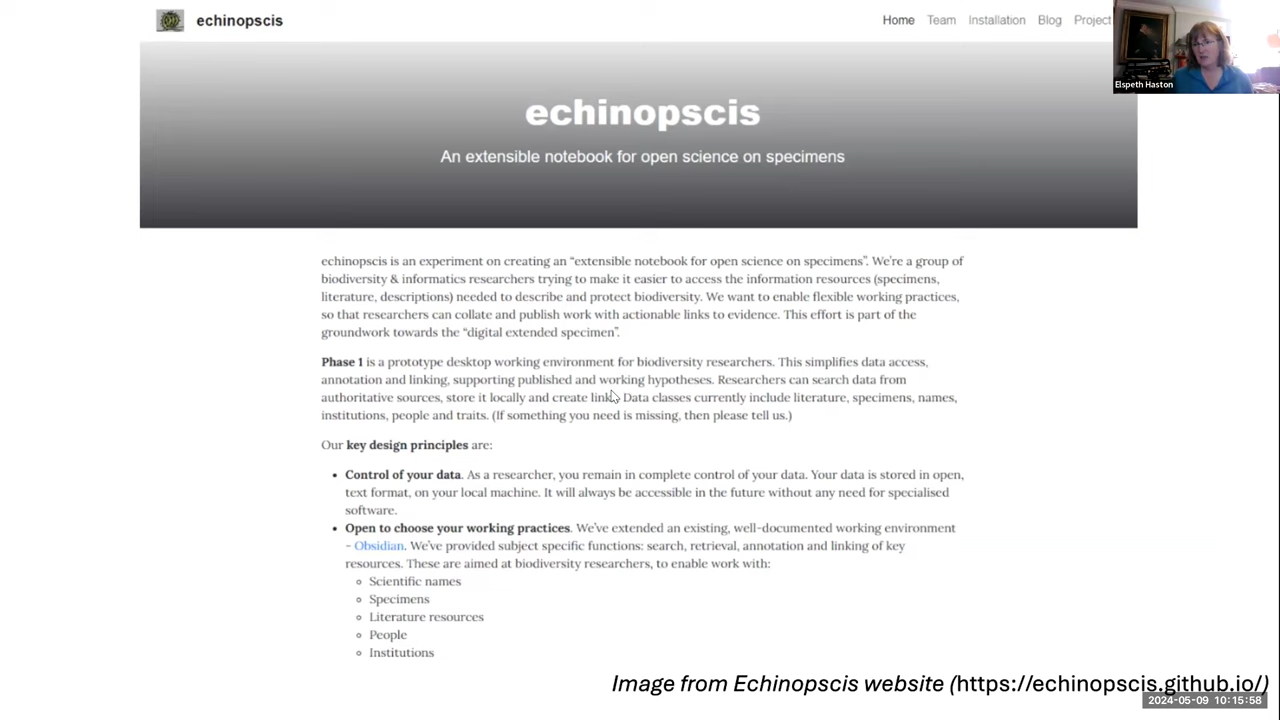 echinopscis
Home Team Installation Blog Project
Elspeth Haston
echinopscis
An extensible notebook for open science on specimens
echinopscis is an experiment on creating an “extensible notebook for open science on specimens”. We’re a group of
biodiversity & informatics researchers trying to make it easier to access the information resources (specimens,
literature, descriptions) needed to describe and protect biodiversity. We want to enable flexible working practices,
so that researchers can collate and publish work with actionable links to evidence. This effort is part of the
groundwork towards the “digital extended specimen”.
Phase 1 is a prototype desktop working environment for biodiversity researchers. This simplifies data access,
annotation and linking, supporting published and working hypotheses. Researchers can search data from
authoritative sources, store it locally and create links. Data classes currently include literature, specimens, names,
institutions, people and traits. (If something you need is missing, then please tell us.)
Our key design principles are:
• Control of your data. As a researcher, you remain in complete control of your data. Your data is stored in open,
text format, on your local machine. It will always be accessible in the future without any need for specialised
software.
• Open to choose your working practices. We’ve extended an existing, well-documented working environment
– Obsidian. We’ve provided subject specific functions: search, retrieval, annotation and linking of key
resources. These are aimed at biodiversity researchers, to enable work with:
◦ Scientific names
◦ Specimens
◦ Literature resources
◦ People
◦ Institutions
Image from Echinopscis website (https://echinopscis.github.io/)
2024-05-09 10:15:58